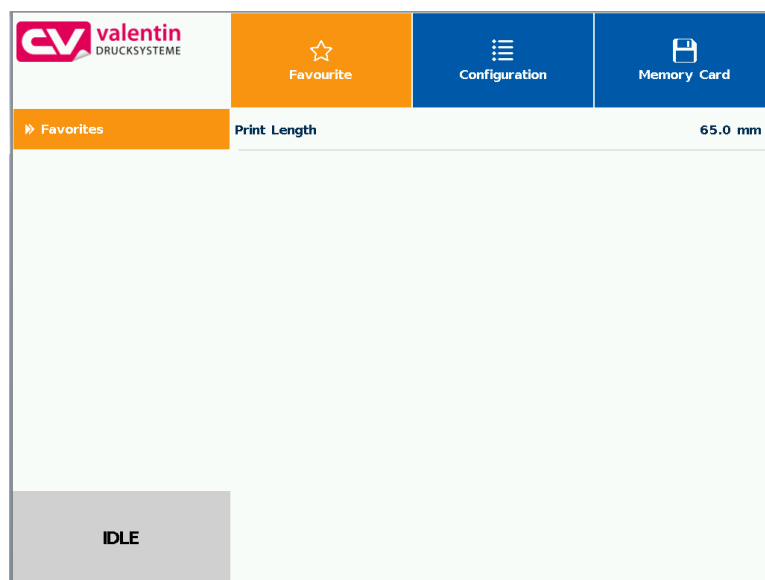 CV valentin
DRUCKSYSTEME
Favourite
Configuration
Memory Card
Favorites
Print Length 65.0 mm
IDLE